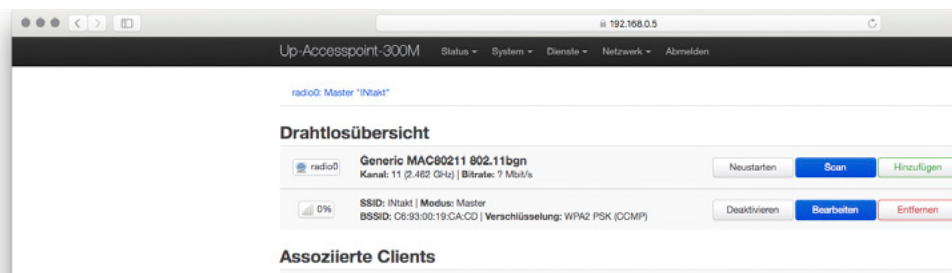 192.168.0.5
Up-Accesspoint-300M Status System Dienste Netzwerk Abmelden
radio0: Master "INtakt"
Drahtlosübersicht
radio0 Generic MAC80211 802.11bgn Neustarten Scan Hinzufügen
Kanal: 11 (2.462 GHz) | Bitrate: ? Mbit/s
0% SSID: INtakt | Modus: Master Deaktivieren Bearbeiten Entfernen
BSSID: C6:93:00:19:CA:CD | Verschlüsselung: WPA2 PSK (CCMP)
Assoziierte Clients